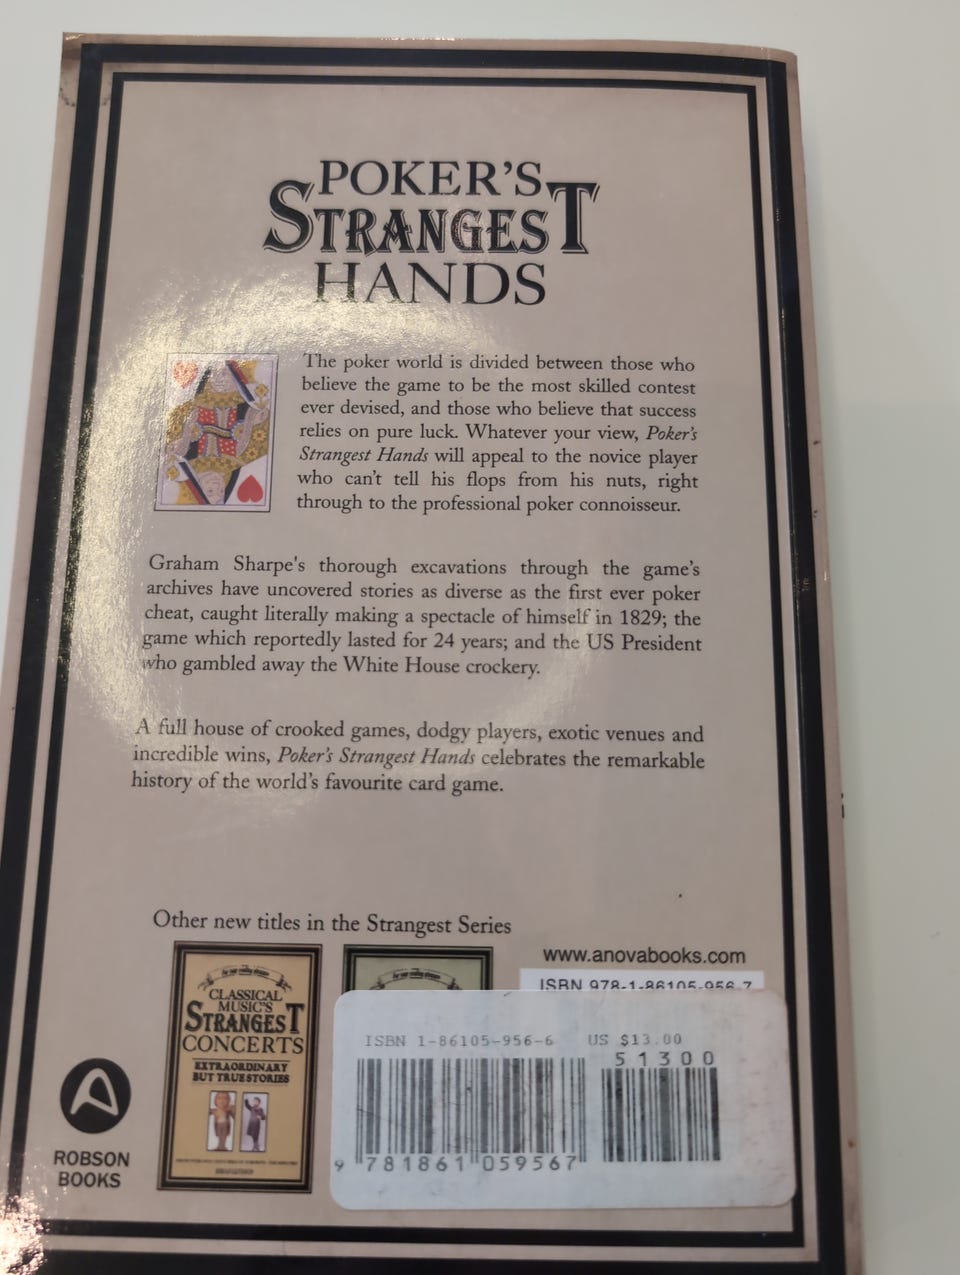 POKER'S
STRANGEST
HANDS
The poker world is divided between those who
believe the game to be the most skilled contest
ever devised, and those who believe that success
relies on pure luck. Whatever your view, Poker's
Strangest Hands will appeal to the novice player
who can't tell his flops from his nuts, right
through to the professional poker connoisseur.
Graham Sharpe's thorough excavations through the game's
archives have uncovered stories as diverse as the first ever poker
cheat, caught literally making a spectacle of himself in 1829; the
game which reportedly lasted for 24 years; and the US President
who gambled away the White House crockery.
A full house of crooked games, dodgy players, exotic venues and
incredible wins, Poker's Strangest Hands celebrates the remarkable
history of the world's favourite card game.
Other new titles in the Strangest Series
www.anovabooks.com
ISBN 978-1-86105-956-7
CLASCICAL
MUSIC'S
STRANGEST
CONCERTS
EXTRAORDINARY
BUT TRUE STORIES
ROBSON
BOOKS
ISBN 1-86105-956-6 US $13.00
51300
9 781861 059567